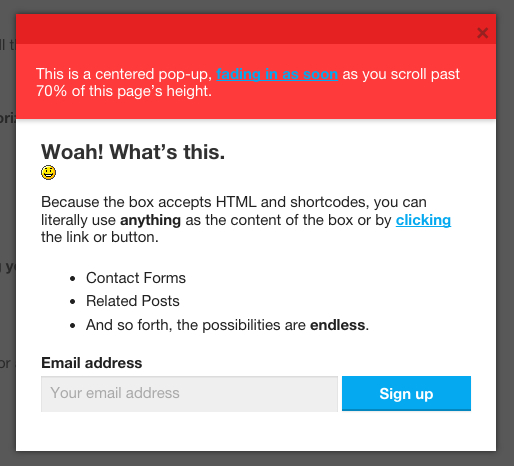 This is a centered pop-up, fading in as soon as you scroll past
70% of this page’s height.
Woah! What’s this.
Because the box accepts HTML and shortcodes, you can
literally use anything as the content of the box or by clicking
the link or button.
• Contact Forms
• Related Posts
• And so forth, the possibilities are endless.
Email address
Your email address
Sign up